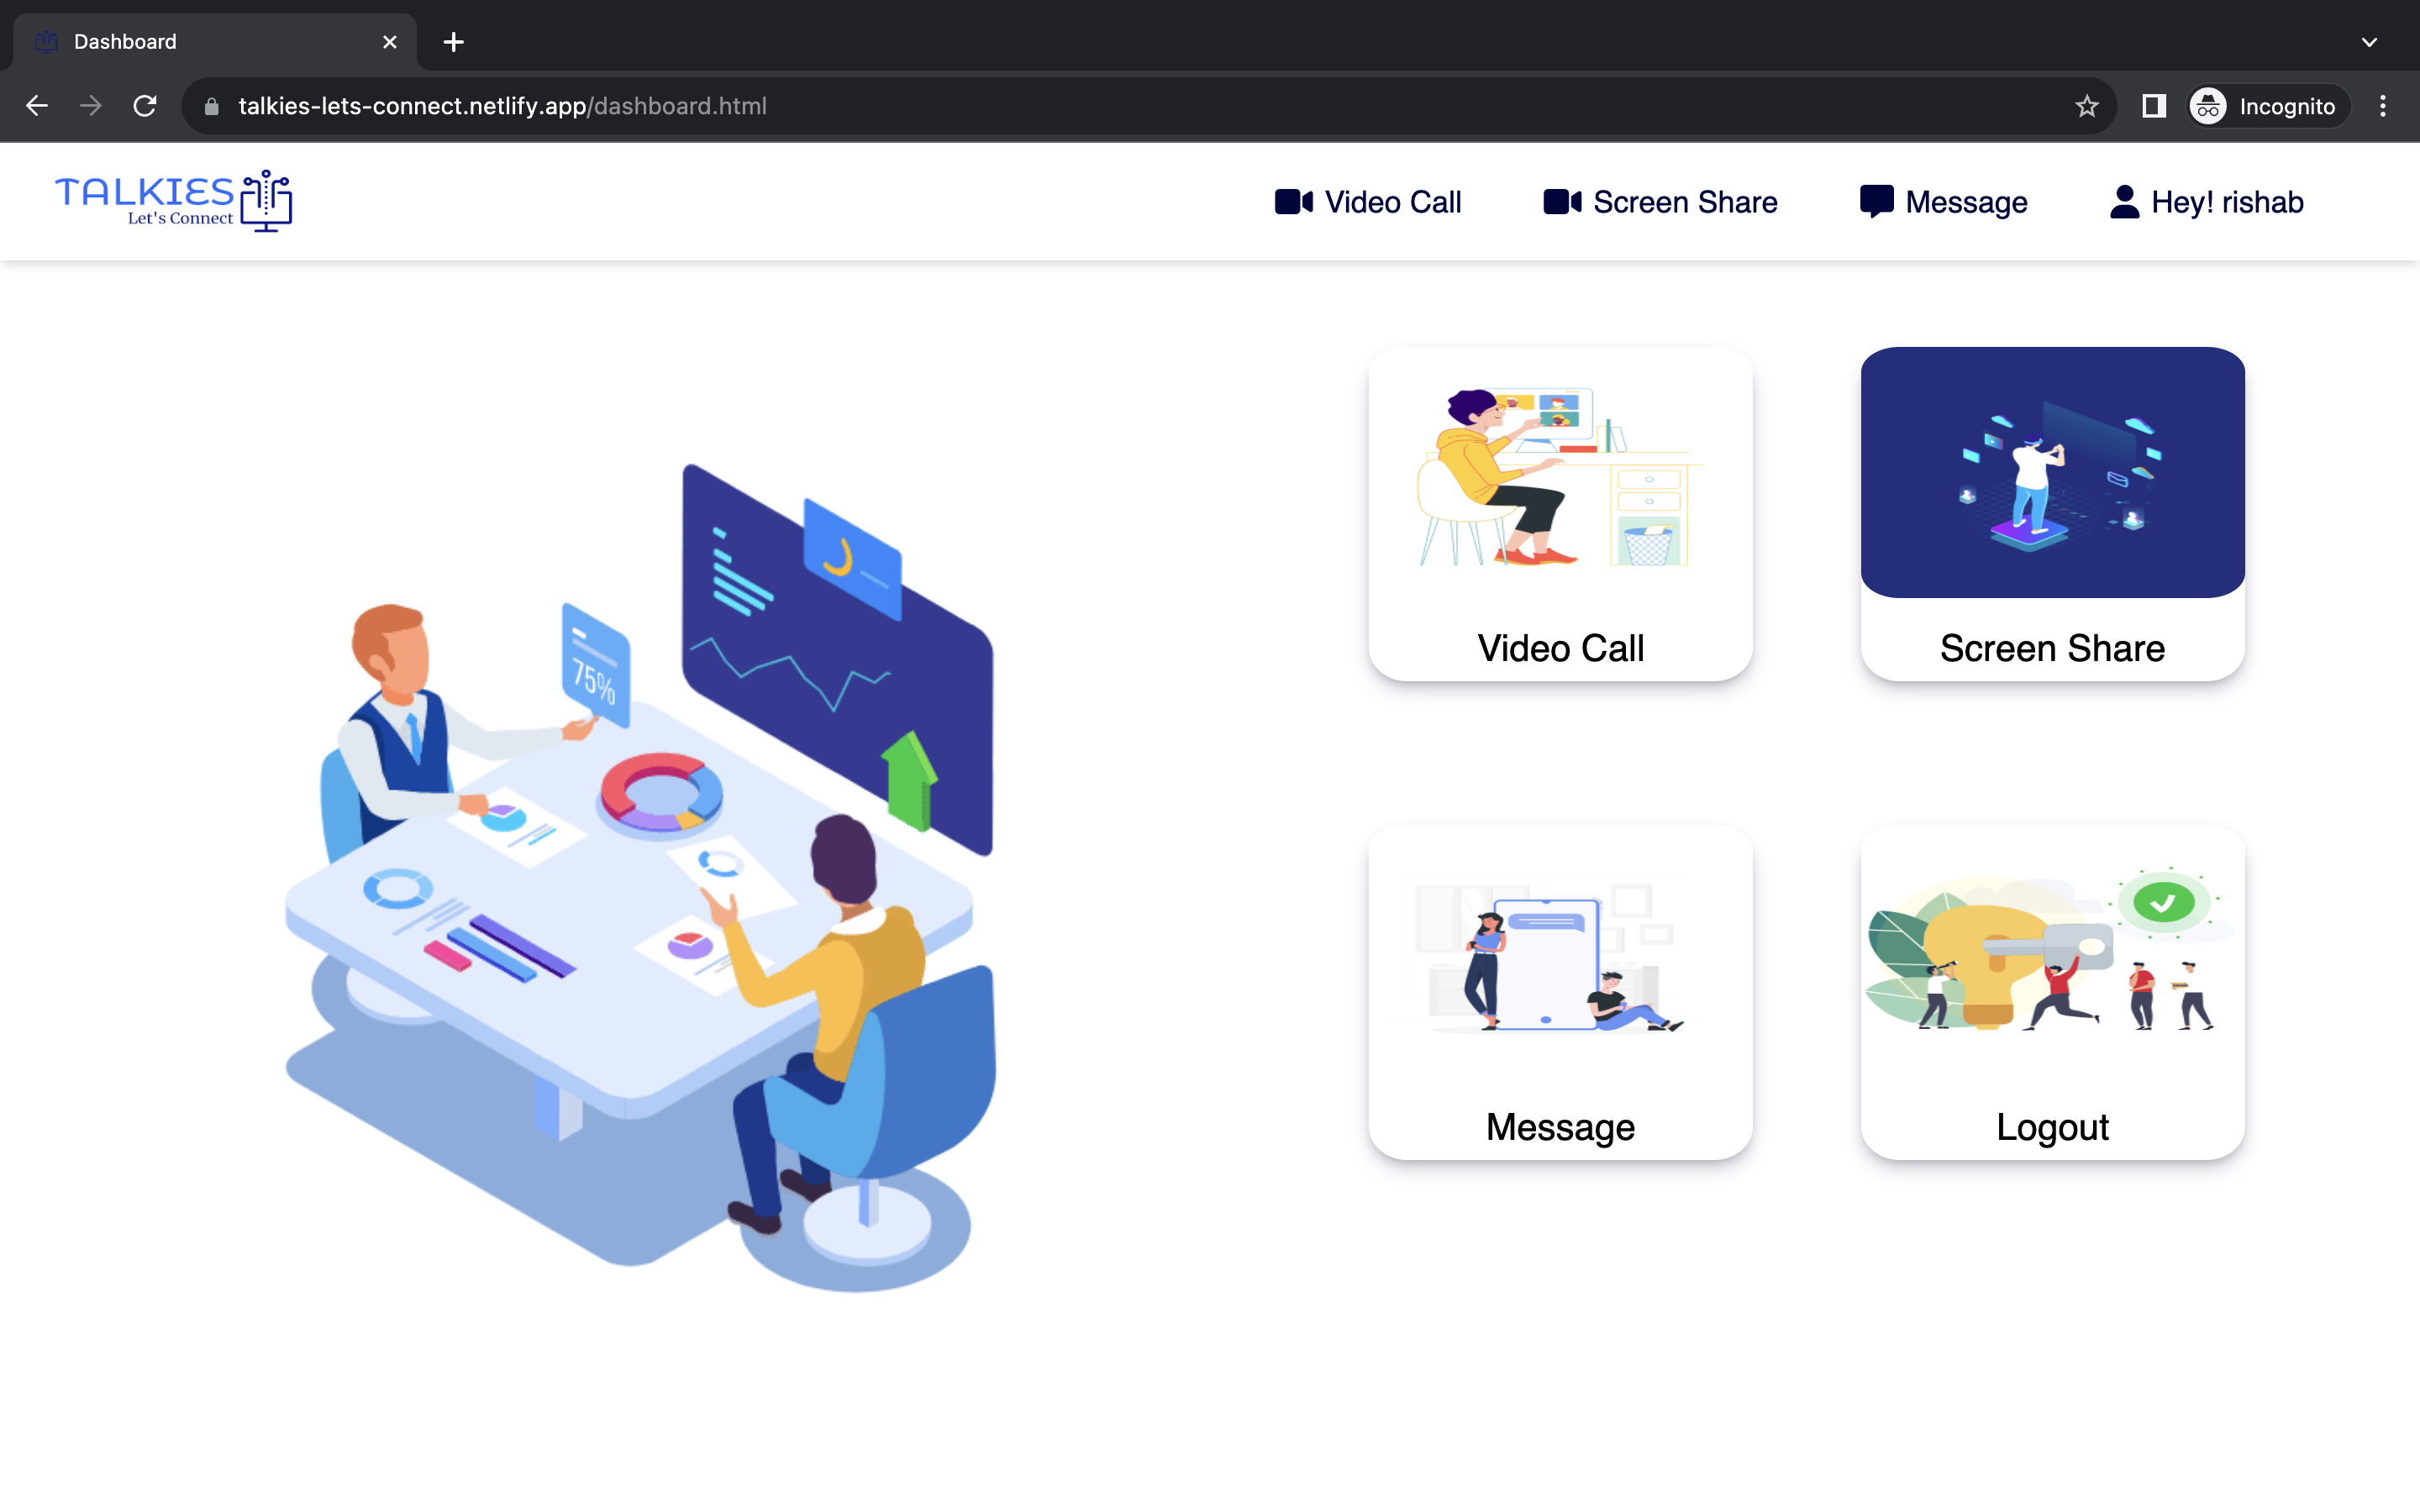 Dashboard
talkies-lets-connect.netlify.app/dashboard.html
Incognito
TALKIES
Let's Connect
Video Call
Screen Share
Message
Hey! rishab
75%
Video Call
Screen Share
Message
Logout